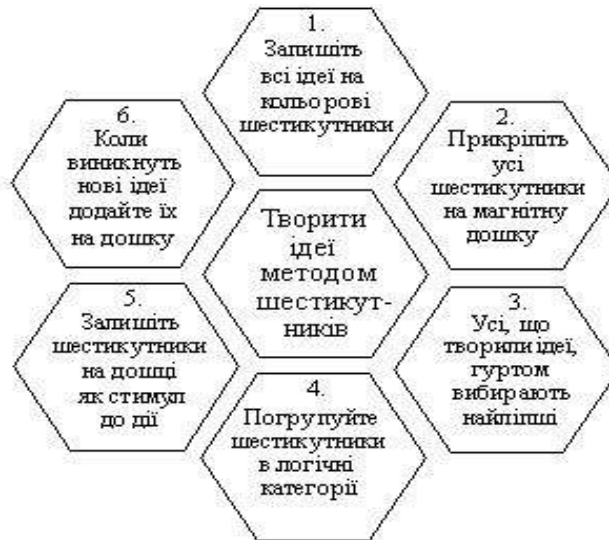 1.
Запишіть
всі ідеї на
кольорові
шестикутники
2.
Прикріпіть
усі
шестикутники
на магнітну
дошку
3.
Усі, що
творили ідеї,
гуртом
вибирають
найліпші
4.
Погрупуйте
шестикутники
в логічні
категорії
5.
Запишіть
шестикутники
на дошці
як стимул
до дії
6.
Коли
виникнуть
нові ідеї
додайте їх
на дошку
Творити
ідеї
методом
шестикут-
ників